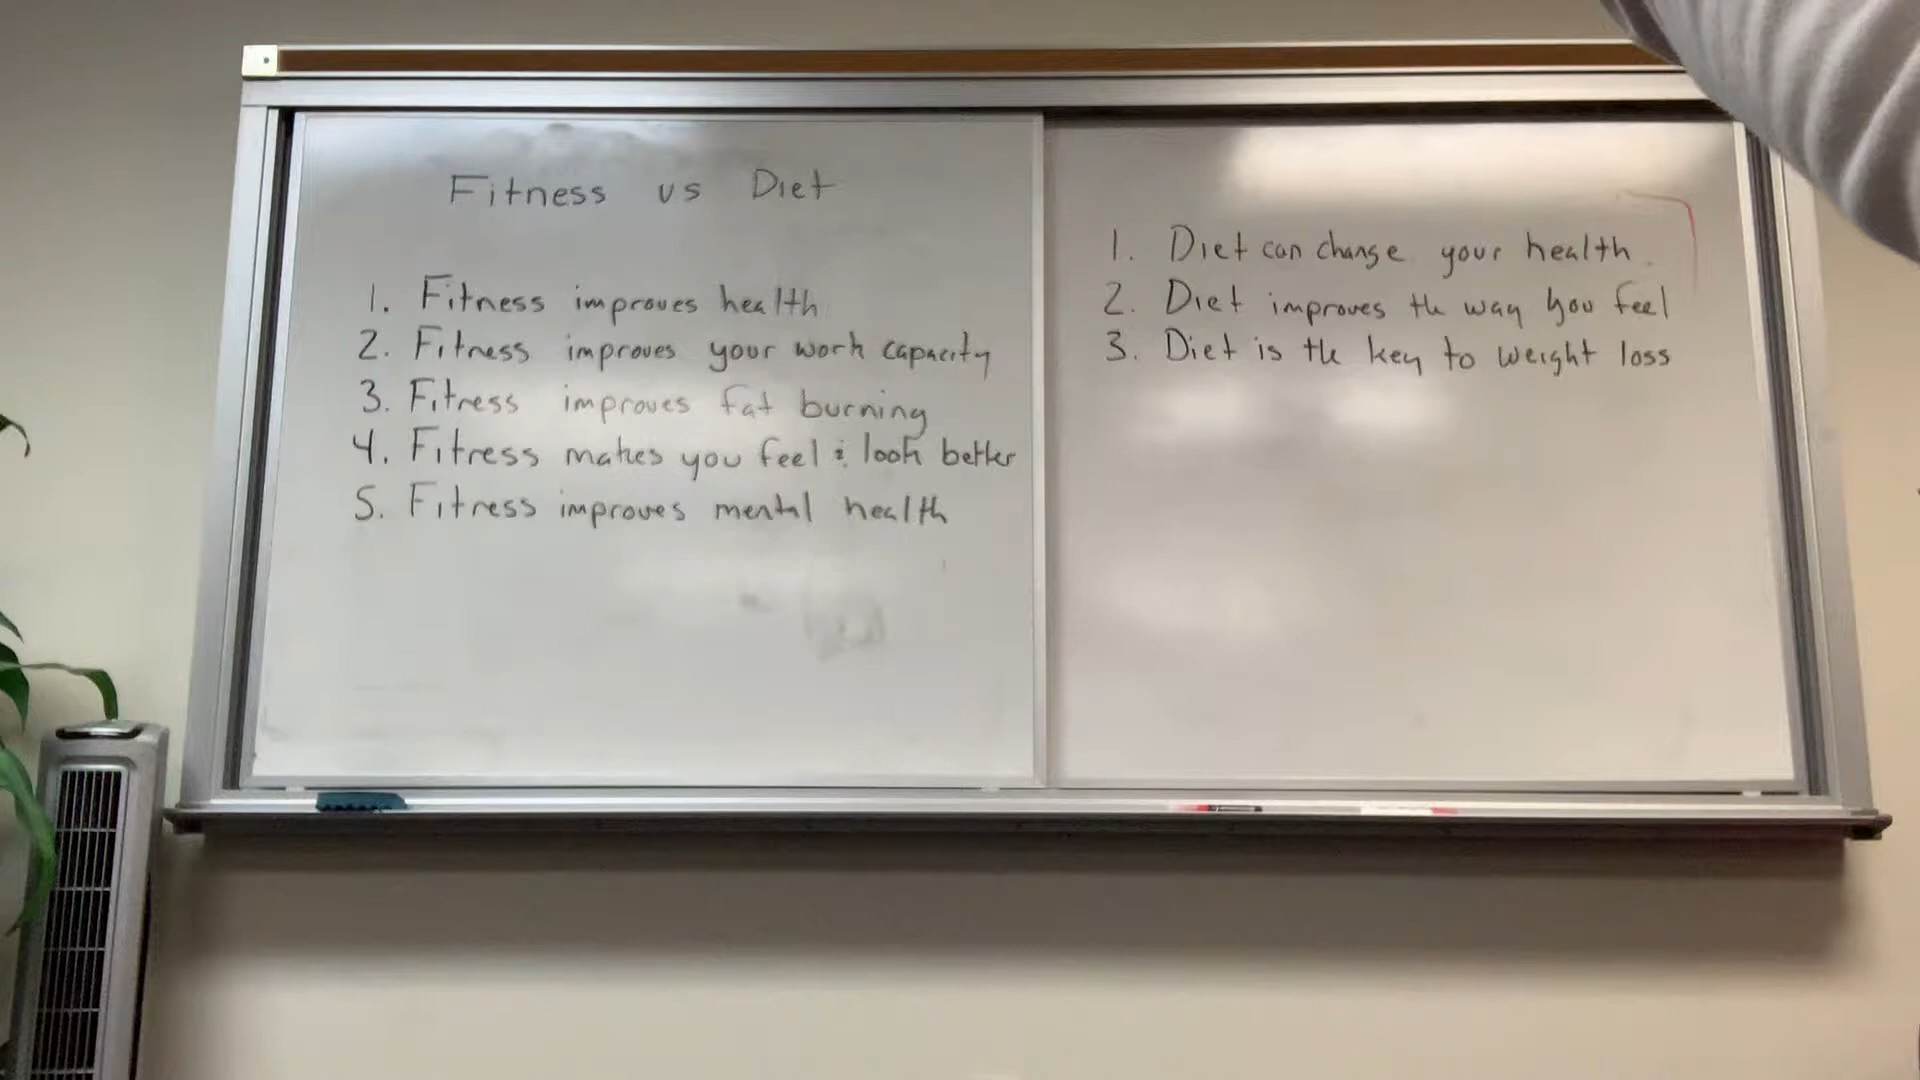 Fitness vs Diet
1. Fitness improves health
2. Fitness improves your work capacity
3. Fitness improves fat burning
4. Fitness makes you feel & look better
5. Fitness improves mental health
1. Diet can change your health.
2. Diet improves the way you feel
3. Diet is the key to weight loss